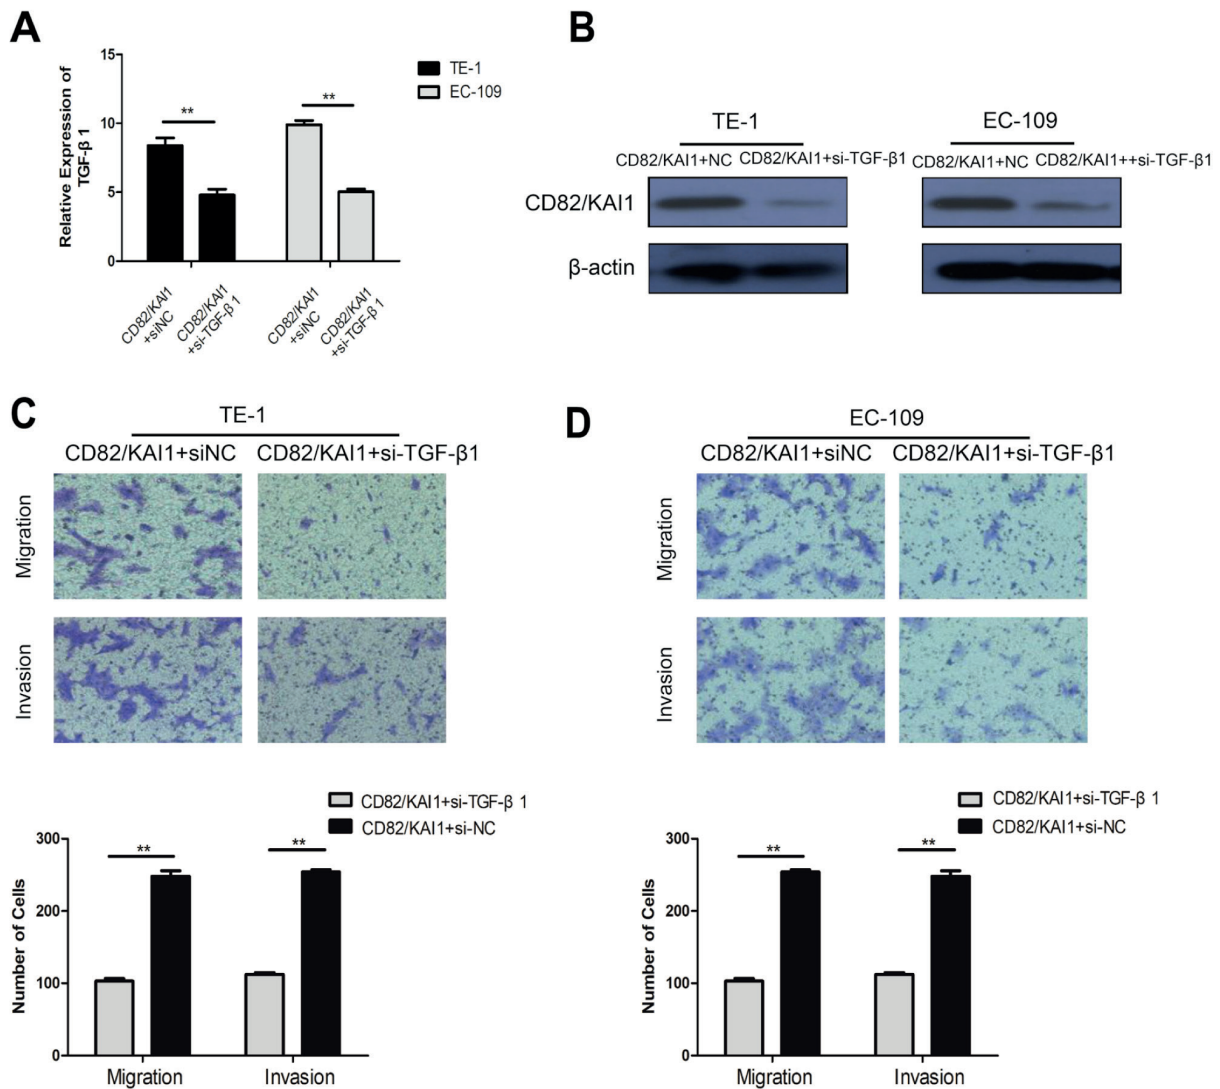 A
Relative Expression of
TGF-β 1
15
10
5
0
**
**
TE-1
EC-109
CD82/KAI1
+siNC
CD82/KAI1
+si-TGF-β 1
CD82/KAI1
+siNC
CD82/KAI1
+si-TGF-β 1
B
TE-1
EC-109
CD82/KAI1+NC CD82/KAI1+si-TGF-β1
CD82/KAI1+NC CD82/KAI1++si-TGF-β1
CD82/KAI1
β-actin
C
TE-1
CD82/KAI1+siNC CD82/KAI1+si-TGF-β1
Migration
Invasion
CD82/KAI1+si-TGF-β 1
CD82/KAI1+si-NC
Number of Cells
300
200
100
0
**
**
Migration Invasion
D
EC-109
CD82/KAI1+siNC CD82/KAI1+si-TGF-β1
Migration
Invasion
CD82/KAI1+si-TGF-β 1
CD82/KAI1+si-NC
Number of Cells
300
200
100
0
**
**
Migration Invasion